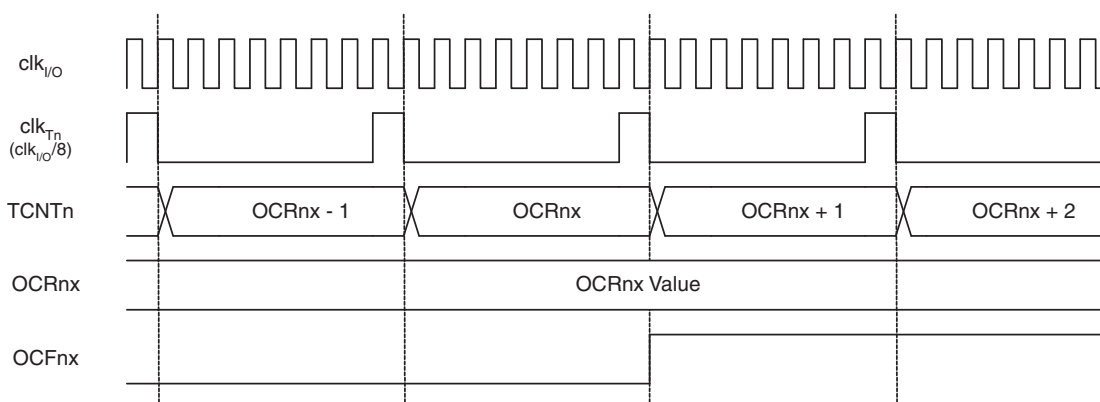 clkI/O
clkTn
(clkI/O/8)
TCNTn OCRnx - 1 OCRnx OCRnx + 1 OCRnx + 2
OCRnx OCRnx Value
OCFnx